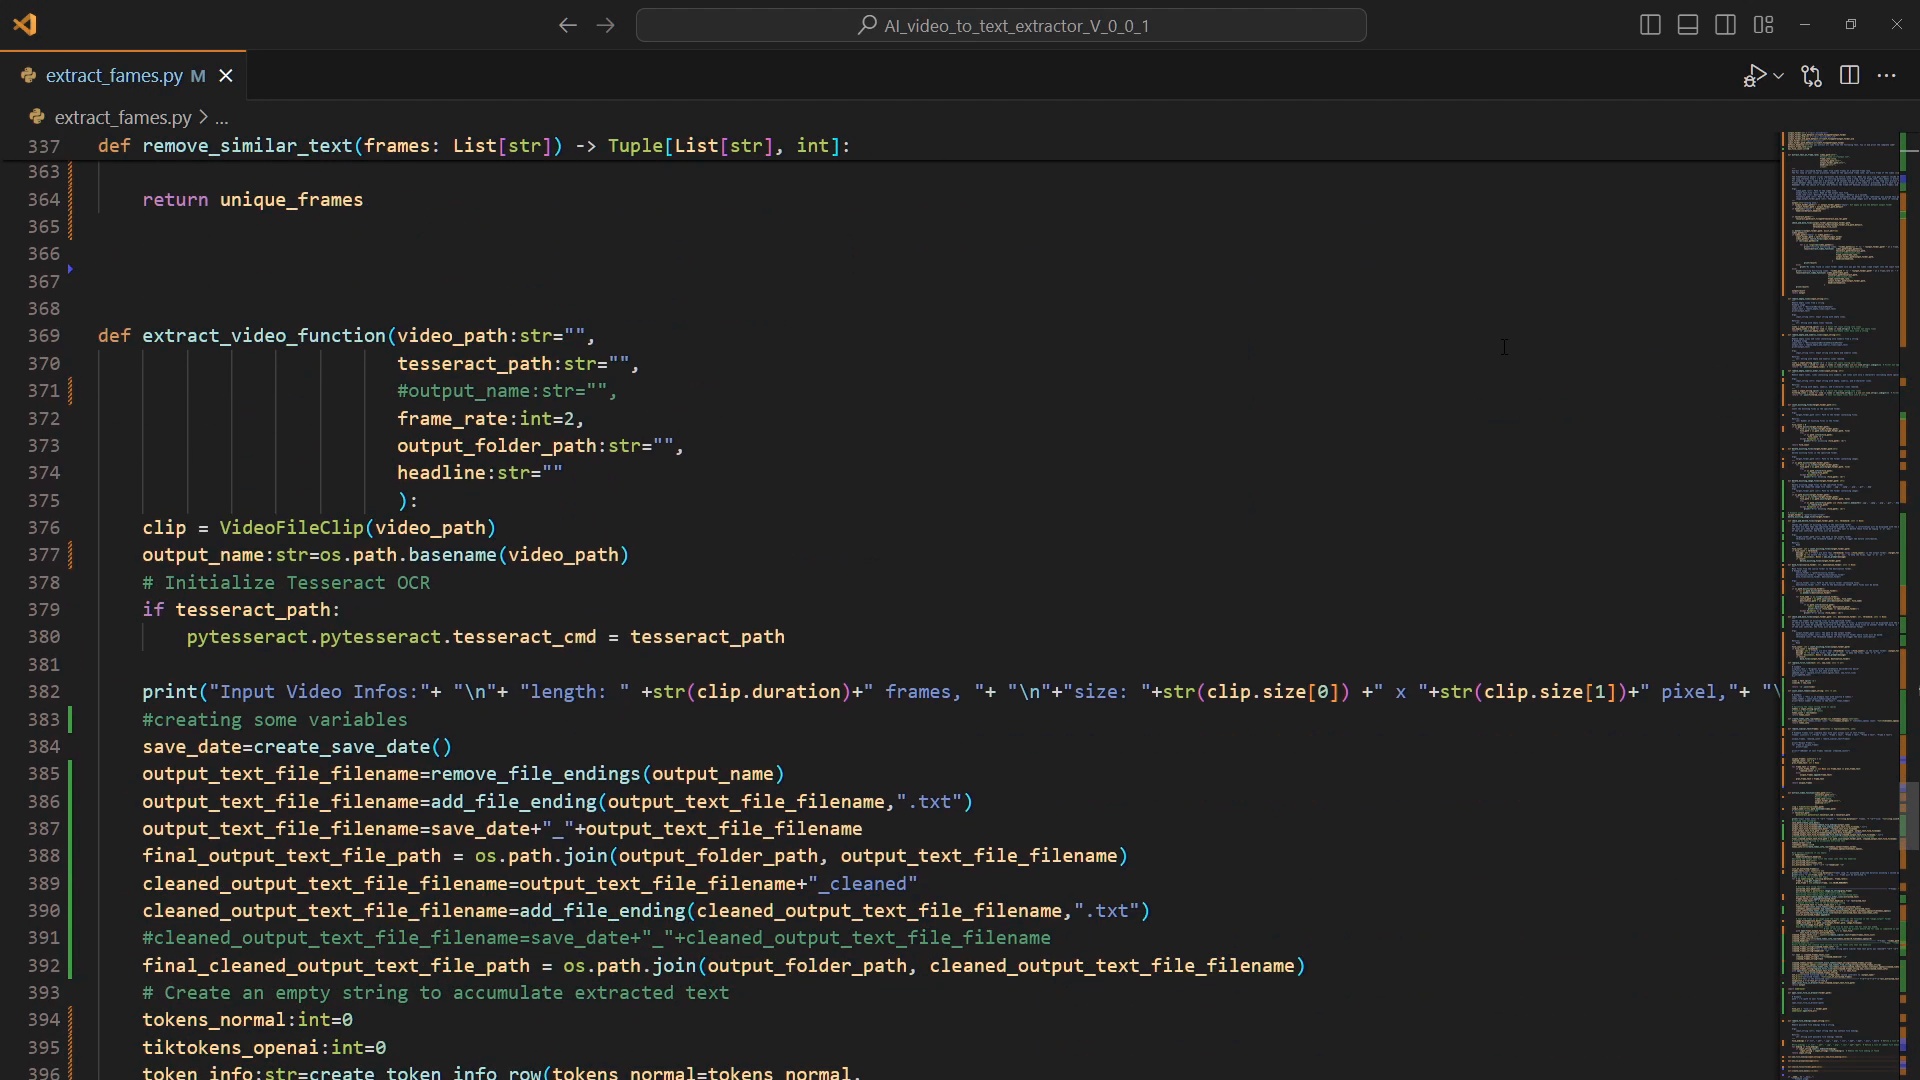 AI_video_to_text_extractor_V_0_0_1
extract_fames.py M
extract_fames.py > ...
337 def remove_similar_text(frames: List[str]) -> Tuple[List[str], int]:
363
364 return unique_frames
365
366
367
368
369 def extract_video_function(video_path:str="",
370 tesseract_path:str="",
371 #output_name:str="",
372 frame_rate:int=2,
373 output_folder_path:str="",
374 headline:str=""
375 ):
376 clip = VideoFileClip(video_path)
377 output_name:str=os.path.basename(video_path)
378 # Initialize Tesseract OCR
379 if tesseract_path:
380 pytesseract.pytesseract.tesseract_cmd = tesseract_path
381
382 print("Input Video Infos:"+ "\n"+ "length: " +str(clip.duration)+" frames, "+ "\n"+"size: "+str(clip.size[0]) +" x "+str(clip.size[1])+" pixel,"+ "\
383 #creating some variables
384 save_date=create_save_date()
385 output_text_file_filename=remove_file_endings(output_name)
386 output_text_file_filename=add_file_ending(output_text_file_filename,".txt")
387 output_text_file_filename=save_date+"_"+output_text_file_filename
388 final_output_text_file_path = os.path.join(output_folder_path, output_text_file_filename)
389 cleaned_output_text_file_filename=output_text_file_filename+"_cleaned"
390 cleaned_output_text_file_filename=add_file_ending(cleaned_output_text_file_filename,".txt")
391 #cleaned_output_text_file_filename=save_date+"_"+cleaned_output_text_file_filename
392 final_cleaned_output_text_file_path = os.path.join(output_folder_path, cleaned_output_text_file_filename)
393 # Create an empty string to accumulate extracted text
394 tokens_normal:int=0
395 tiktokens_openai:int=0
396 token_info:str=create_token_info_row(tokens_normal=tokens_normal,